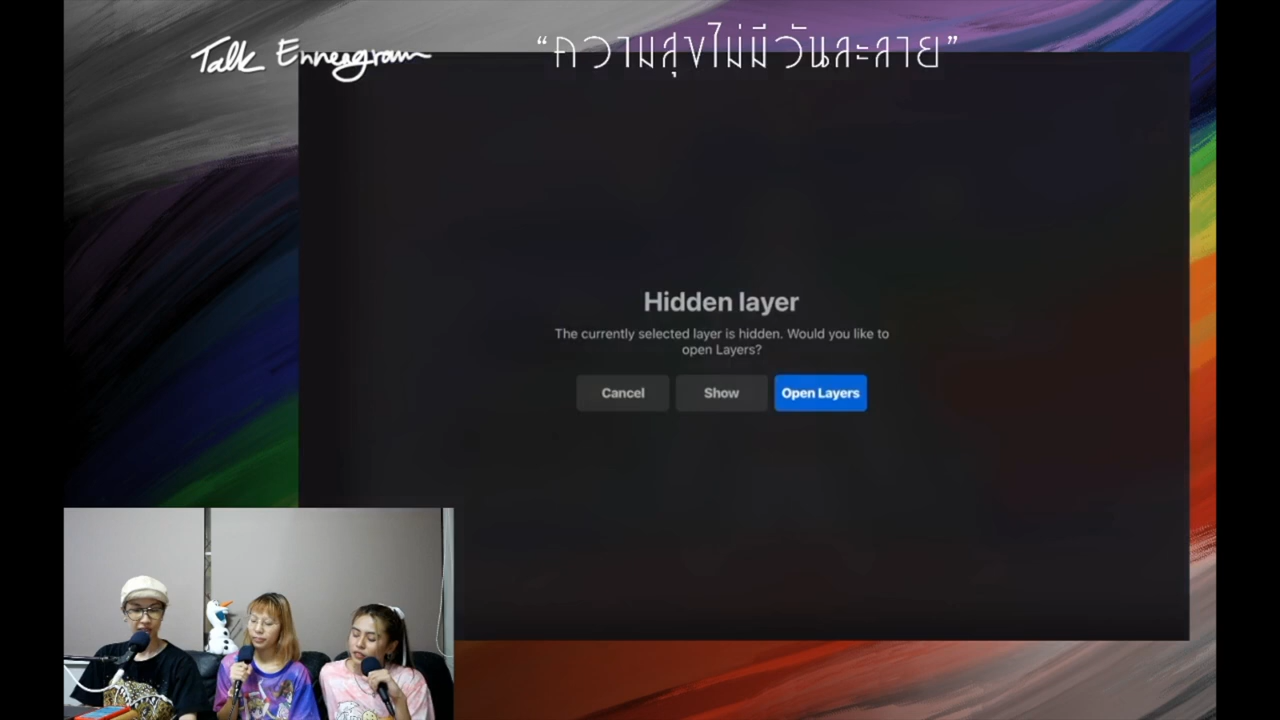 Talk Enneagram
“ความสุขไม่มีวันละลาย”
Hidden layer
The currently selected layer is hidden. Would you like to
open Layers?
Cancel
Show
Open Layers